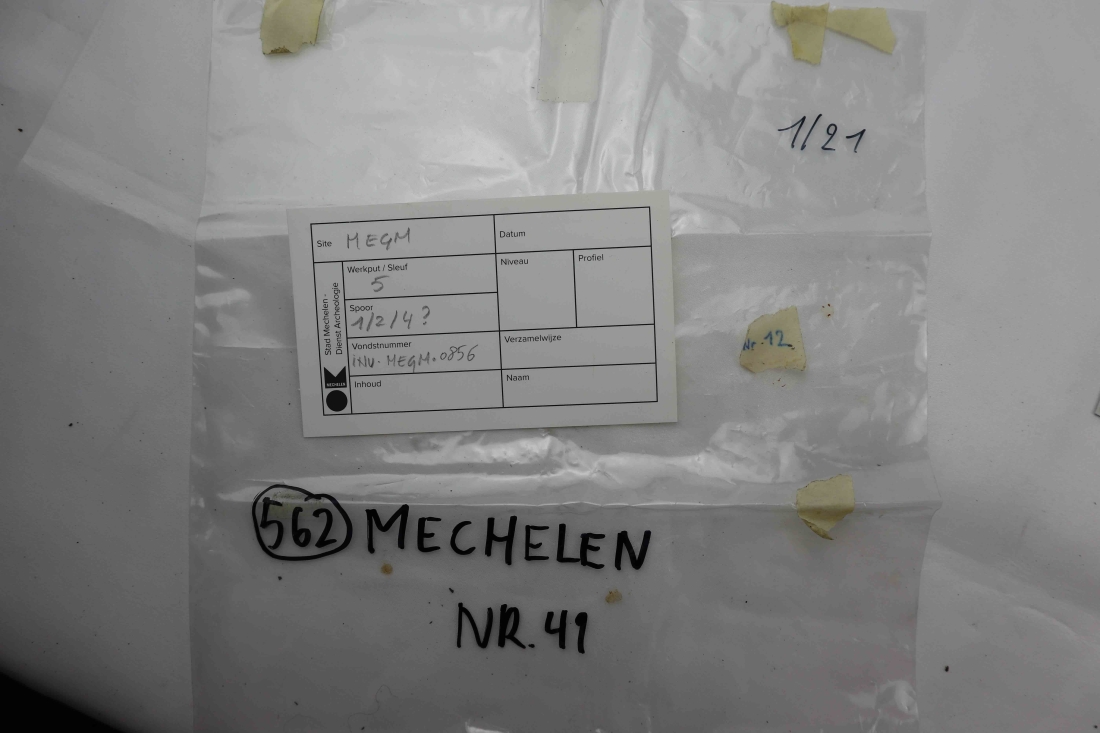 1/21
Site MEGM
Datum
Werkput / Sleuf
5
Niveau
Profiel
Spoor
1/2/4?
Vondstnummer
INV. MEGM.0856
Verzamelwijze
Inhoud
Naam
Stad Mechelen -
Dienst Archeologie
MECHELEN
Nr. 12
562 MECHELEN
NR. 41